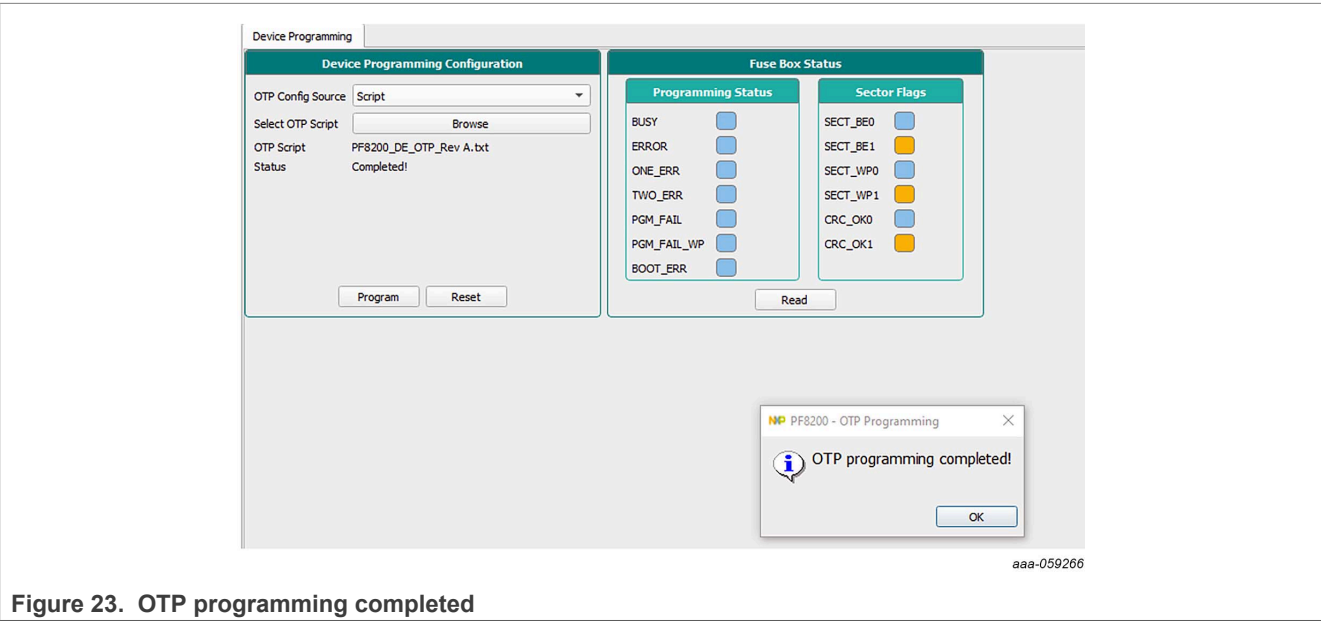 Device Programming
Device Programming Configuration
OTP Config Source Script
Select OTP Script Browse
OTP Script PF8200_DE_OTP_Rev A.txt
Status Completed!
Program Reset
Fuse Box Status
Programming Status
BUSY
ERROR
ONE_ERR
TWO_ERR
PGM_FAIL
PGM_FAIL_WP
BOOT_ERR
Sector Flags
SECT_BE0
SECT_BE1
SECT_WP0
SECT_WP1
CRC_OK0
CRC_OK1
Read
NXP PF8200 - OTP Programming
OTP programming completed!
OK
aaa-059266
Figure 23. OTP programming completed